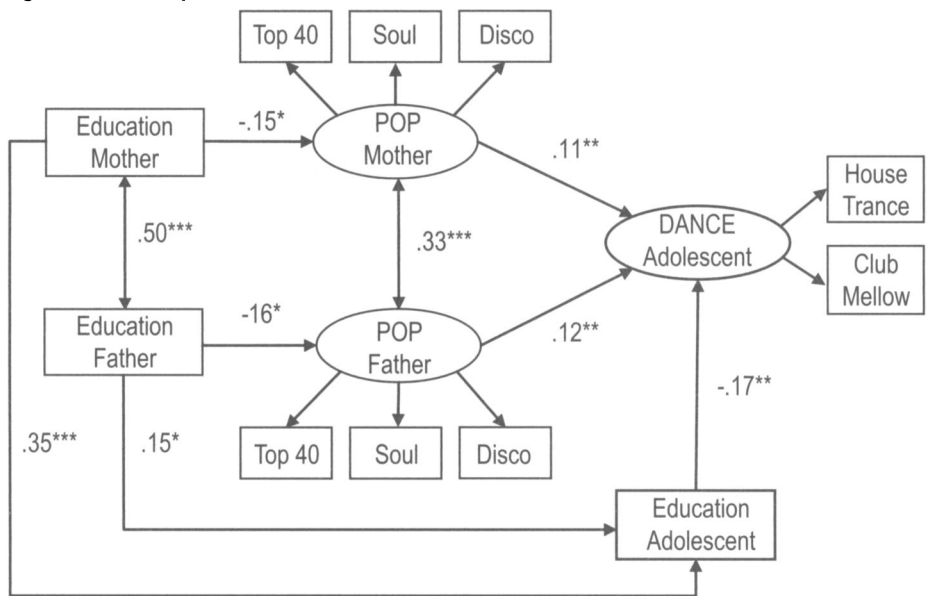 Top 40
Soul
Disco
Education
Mother
-.15*
POP
Mother
.11**
House
Trance
.50***
.33***
DANCE
Adolescent
Club
Mellow
Education
Father
-16*
POP
Father
.12**
-.17**
.35***
.15*
Top 40
Soul
Disco
Education
Adolescent